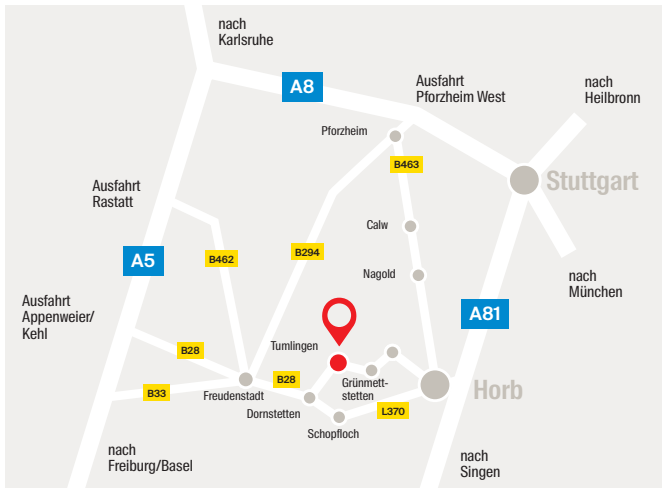 nach
Karlsruhe
A8
Ausfahrt
Pforzheim West
nach
Heilbronn
Pforzheim
B463
Stuttgart
Ausfahrt
Rastatt
Calw
B462
B294
A5
Nagold
nach
München
Ausfahrt
Appenweier/
Kehl
A81
Tumlingen
B28
B28
Grünmett-
stetten
Horb
B33
Freudenstadt
Dornstetten
L370
Schopfloch
nach
Freiburg/Basel
nach
Singen